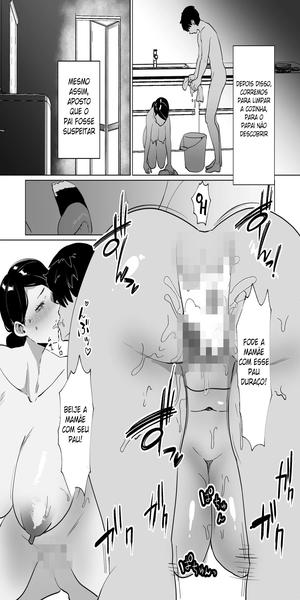 DEPOIS DISSO,
CORREMOS
PARA LIMPAR
A COZINHA,
PARA O
PAPAI NÃO
DESCOBRIR
MESMO
ASSIM,
APOSTO
QUE O
PAI FOSSE
SUSPEITAR
FODE A
MAMÃE
COM ESSE
PAU
DURAÇO!
BEIJE A
MAMÃE
COM SEU
PAU!